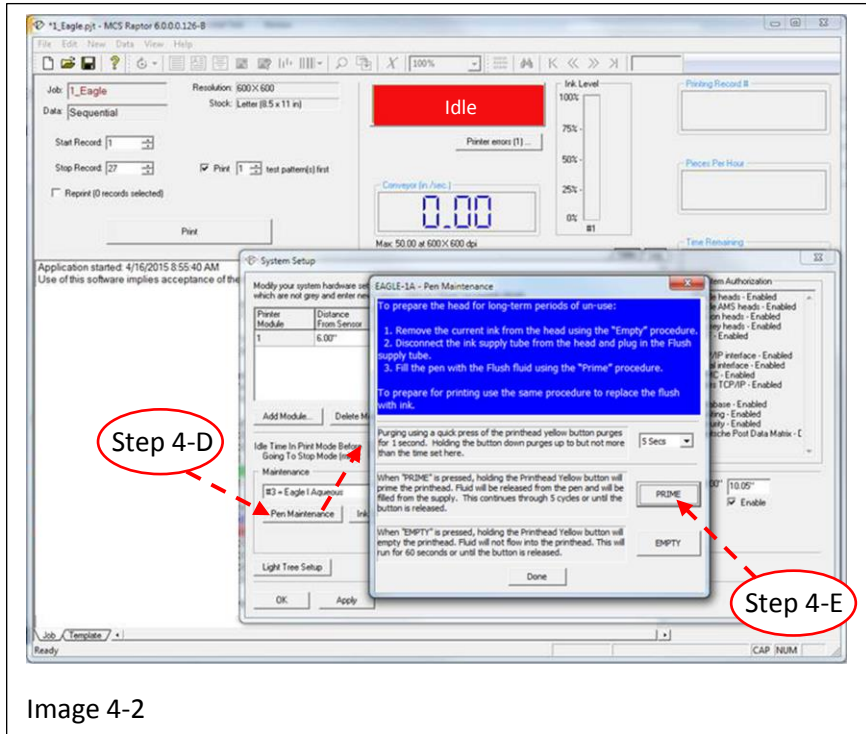 *1_Eagle.pjt - MCS Raptor 6.0.0.126-B
File Edit New Data View Help
100%
Job: 1_Eagle
Resolution: 600X600
Stock: Letter (8.5 x 11 in)
Data: Sequential
Start Record: 1
Stop Record: 27
Print 1 test pattern(s) first
Reprint (0 records selected)
Print
Idle
Printer errors (1) ...
Conveyor (in./sec.)
0.00
Max: 50.00 at 600X600 dpi
Ink Level
100%
75%
50%
25%
0%
#1
Printing Record #
Pieces Per Hour
Time Remaining
Application started: 4/16/2015 8:55:40 AM
Use of this software implies acceptance of the
System Setup
Modify your system hardware set
which are not grey and enter new
Printer
Module
Distance
From Sensor
1
6.00"
Add Module...
Delete M
Idle Time In Print Mode Before
Going To Stop Mode
Maintenance
#3 = Eagle I Aqueous
Pen Maintenance
Ink
Light Tree Setup
OK
Apply
EAGLE-1A - Pen Maintenance
To prepare the head for long-term periods of un-use:
1. Remove the current ink from the head using the "Empty" procedure.
2. Disconnect the ink supply tube from the head and plug in the Flush
supply tube.
3. Fill the pen with the Flush fluid using the "Prime" procedure.
To prepare for printing use the same procedure to replace the flush
with ink.
Purging using a quick press of the printhead yellow button purges
for 1 second. Holding the button down purges up to but not more
than the time set here.
5 Secs
When "PRIME" is pressed, holding the Printhead Yellow button will
prime the printhead. Fluid will be released from the pen and will be
filled from the supply. This continues through 5 cycles or until the
button is released.
PRIME
When "EMPTY" is pressed, holding the Printhead Yellow button will
empty the printhead. Fluid will not flow into the printhead. This will
run for 60 seconds or until the button is released.
EMPTY
Done
em Authorization
heads - Enabled
AMS heads - Enabled
on heads - Enabled
ey heads - Enabled
- Enabled
/IP interface - Enabled
al interface - Enabled
MC - Enabled
s TCP/IP - Enabled
abase - Enabled
ting - Enabled
urity - Enabled
tsche Post Data Matrix - E
00"
10.05"
Enable
Step 4-D
Step 4-E
Job
Template
Ready
CAP
NUM
Image 4-2